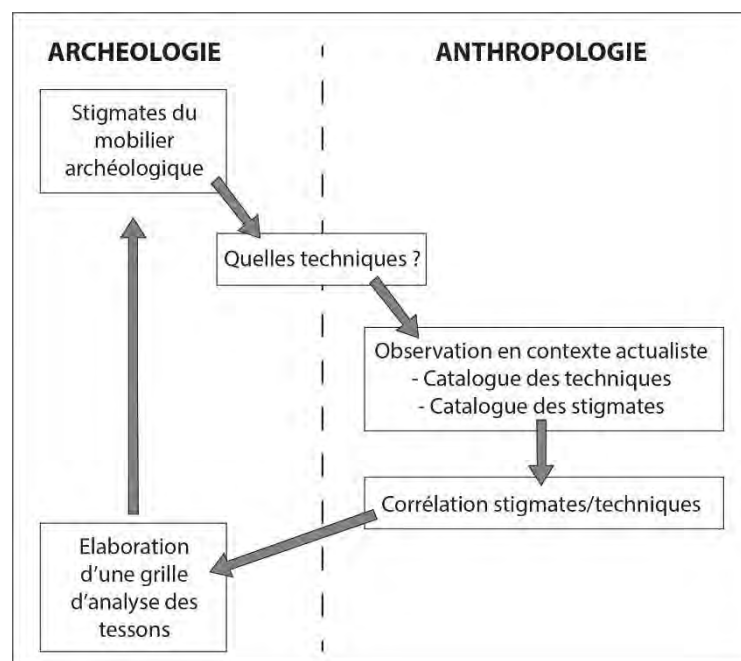 ARCHEOLOGIE
ANTHROPOLOGIE
Stigmates du
mobilier
archéologique
Quelles techniques ?
Observation en contexte actualiste
- Catalogue des techniques
- Catalogue des stigmates
Corrélation stigmates/techniques
Elaboration
d'une grille
d'analyse des
tessons